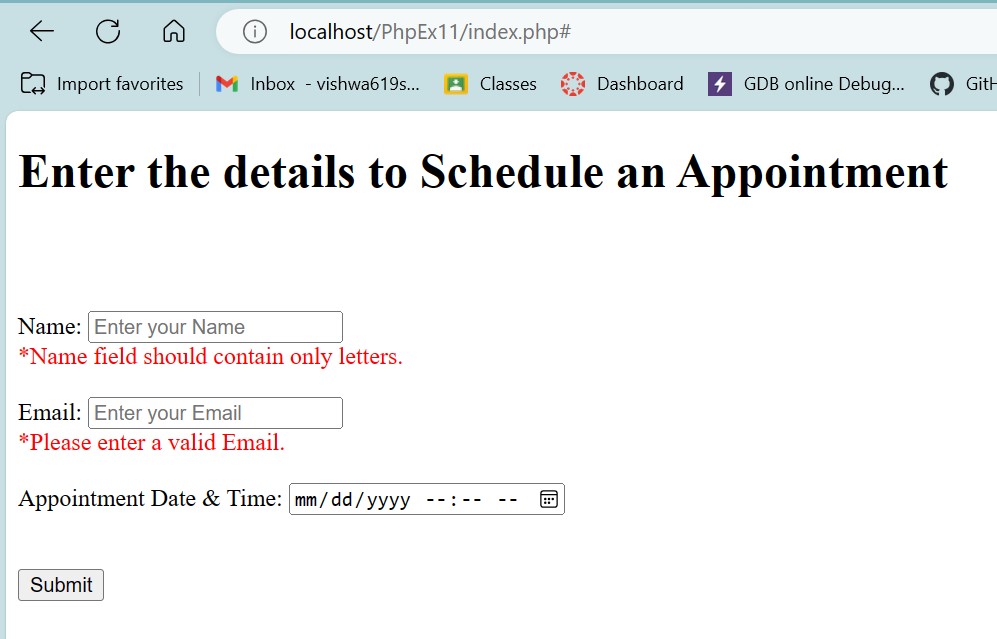 localhost/PhpEx11/index.php#
Import favorites Inbox - vishwa619s... Classes Dashboard GDB online Debug... GitH
Enter the details to Schedule an Appointment
Name: Enter your Name
*Name field should contain only letters.
Email: Enter your Email
*Please enter a valid Email.
Appointment Date & Time: mm/dd/yyyy --:-- --
Submit